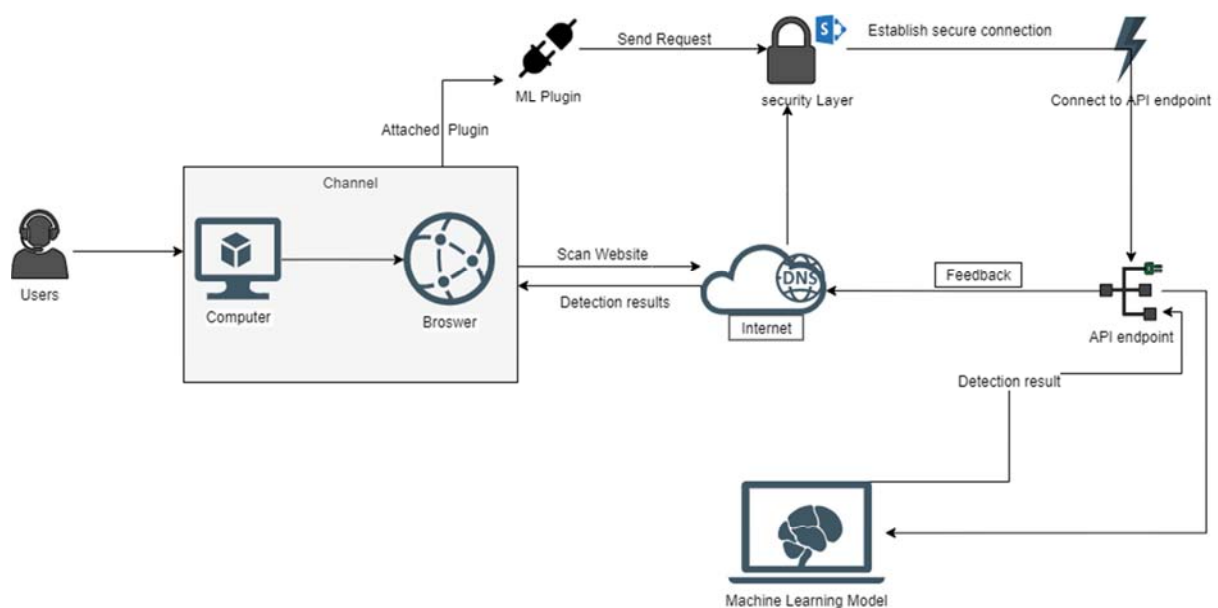 Send Request
Establish secure connection
S
ML Plugin
security Layer
Connect to API endpoint
Attached Plugin
Channel
Users
Computer
Broswer
Scan Website
Detection results
DNS
Internet
Feedback
API endpoint
Detection result
Machine Learning Model